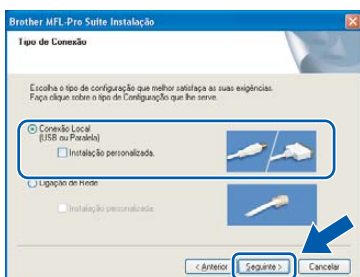 Brother MFL-Pro Suite Instalação
Tipo de Conexão
Escolha o tipo de configuração que melhor satisfaça as suas exigências.
Faça clique sobre o tipo de Configuração que lhe serve.
Conexão Local
(USB ou Paralela)
Instalação personalizada.
Ligação de Rede
Instalação personalizada.
< Anterior
Seguinte >
Cancelar